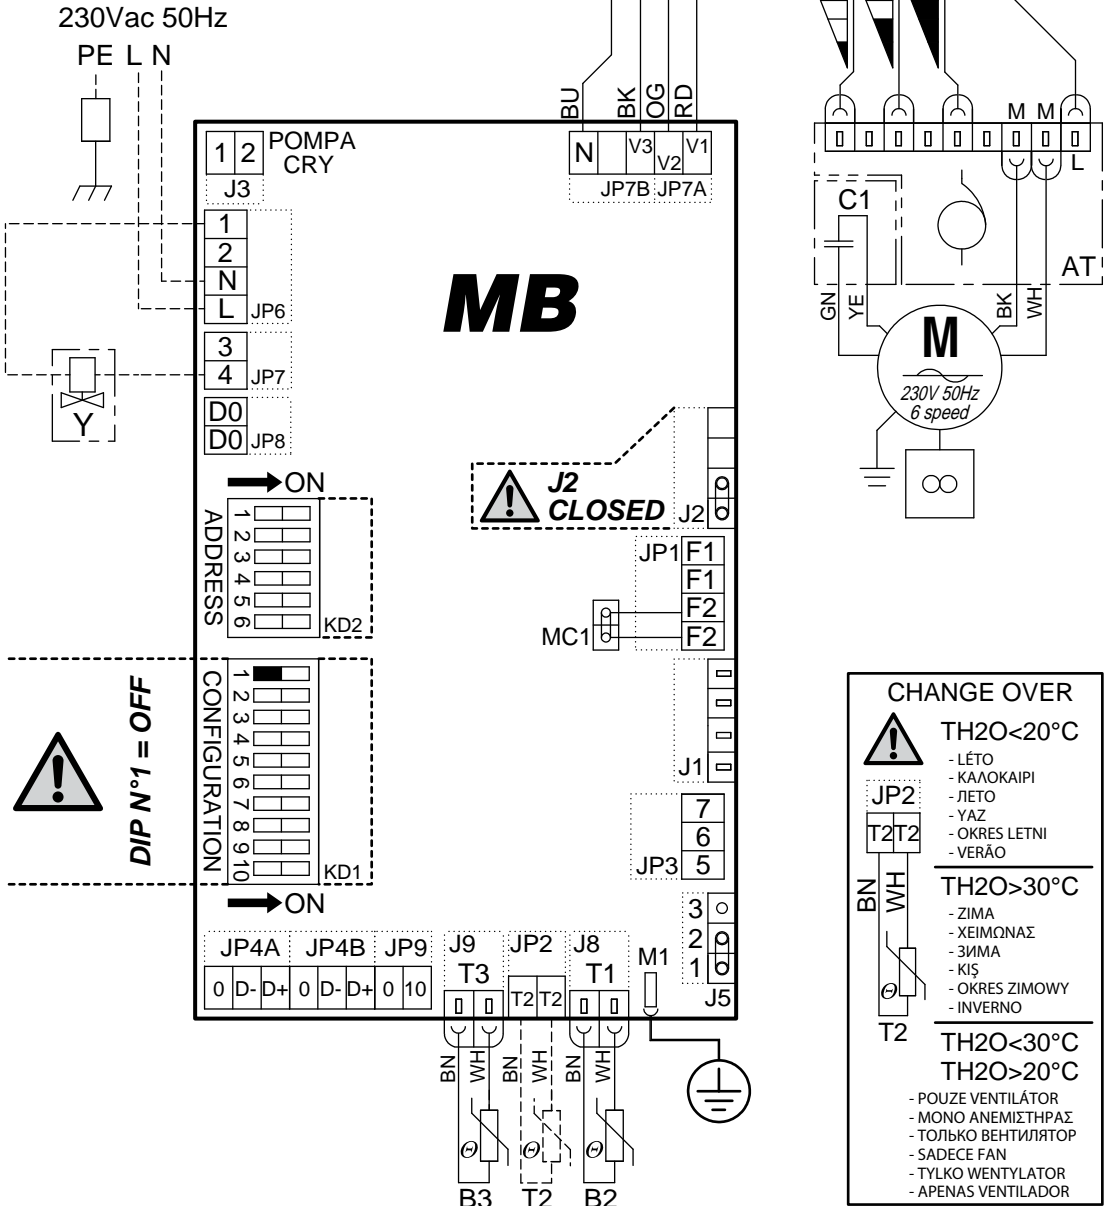 230Vac 50Hz
PE L N
BU
BK
OG
RD
1 2
POMPA
CRY
J3
N
V3
V2
V1
JP7B
JP7A
1
2
N
L
JP6
3
4
JP7
D0
D0
JP8
Y
MB
ON
ADDRESS
1
2
3
4
5
6
KD2
DIP N°1 = OFF
CONFIGURATION
1
2
3
4
5
6
7
8
9
10
KD1
ON
J2
CLOSED
J2
JP1
F1
F1
F2
F2
MC1
J1
7
6
5
JP3
3
2
1
J5
M1
JP4A
JP4B
JP9
0 D- D+ 0 D- D+ 0 10
J9
T3
JP2
T2 T2
J8
T1
BN
WH
BN
WH
BN
WH
Θ
Θ
Θ
B3
T2
B2
M M
L
C1
AT
GN
YE
BK
WH
M
230V 50Hz
6 speed
CHANGE OVER
TH2O<20°C
- LÉTO
- ΚΑΛΟΚΑΙΡΙ
- ЛЕТО
- YAZ
- OKRES LETNI
- VERÃO
JP2
T2 T2
BN
WH
Θ
T2
TH2O>30°C
- ZIMA
- ΧΕΙΜΩΝΑΣ
- ЗИМА
- KIŞ
- OKRES ZIMOWY
- INVERNO
TH2O<30°C
TH2O>20°C
- POUZE VENTILÁTOR
- ΜΟΝΟ ΑΝΕΜΙΣΤΗΡΑΣ
- ТОЛЬКО ВЕНТИЛЯТОР
- SADECE FAN
- TYLKO WENTYLATOR
- APENAS VENTILADOR